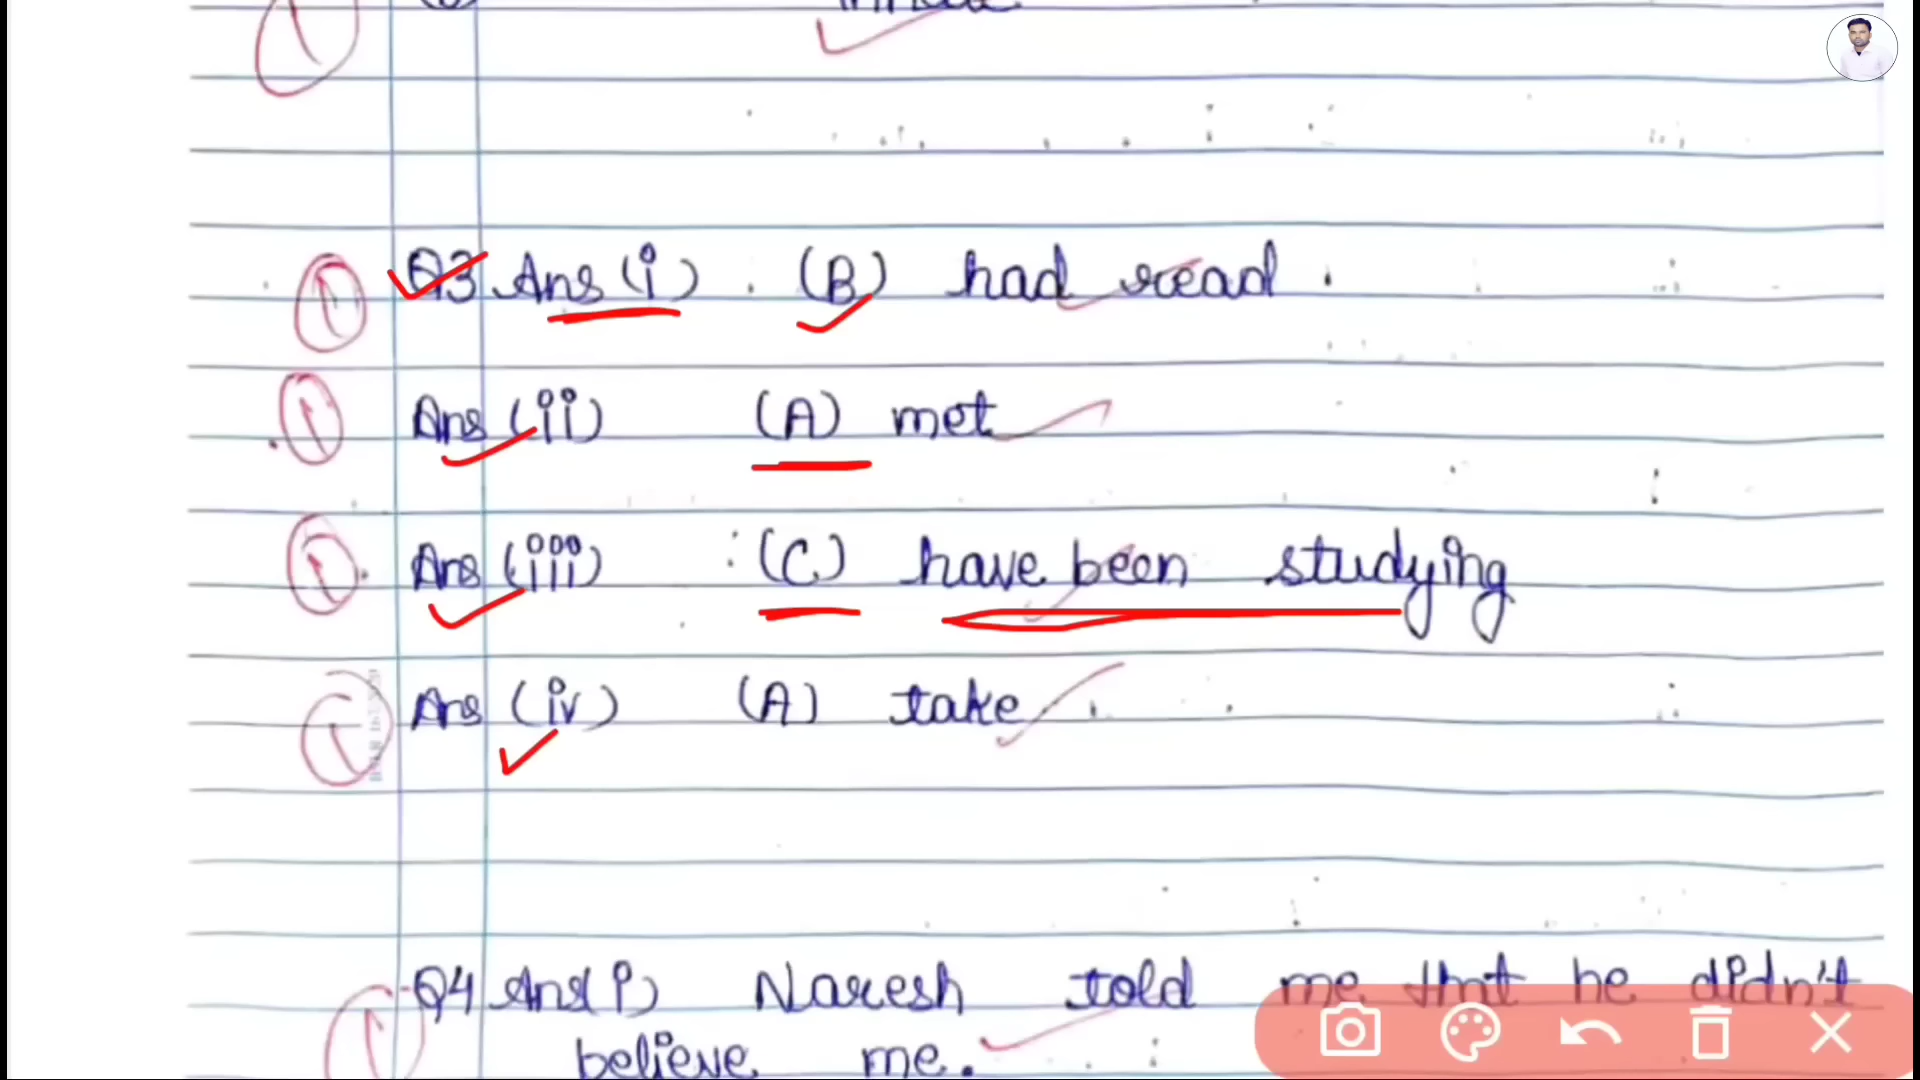 Q3 Ans (i) . (B) had read .
Ans (ii) (A) met
Ans (iii) : (C) have been studying
Ans (iv) (A) take
Q4 Ans(i) Naresh told me that he didn't
believe me.